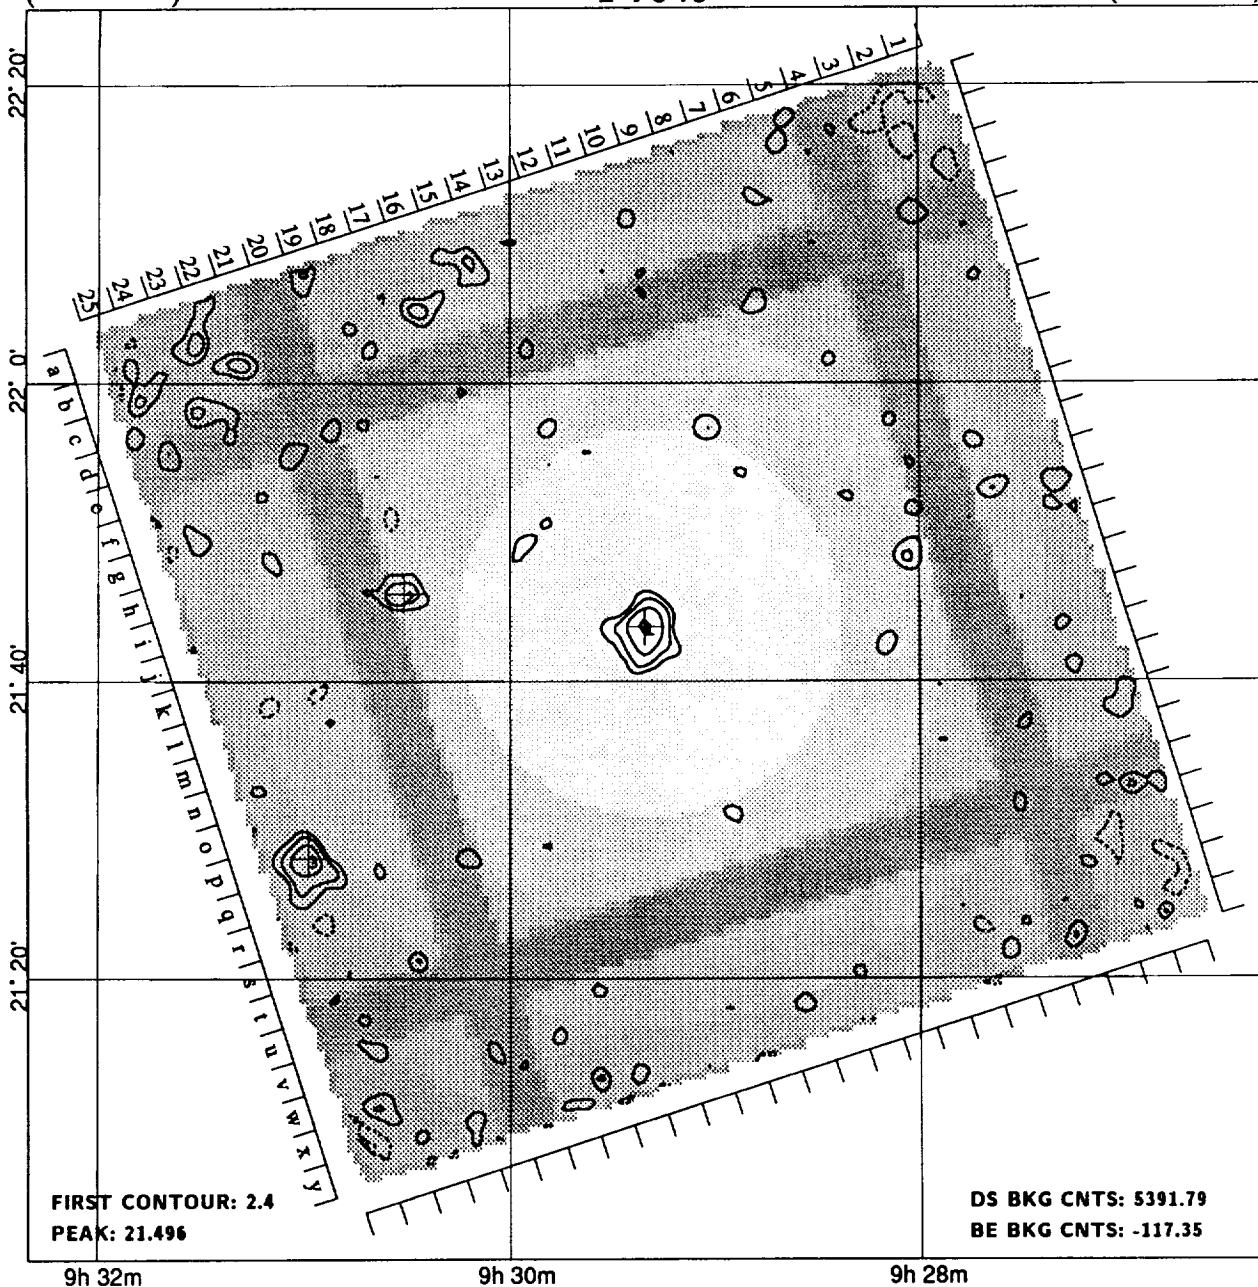 1
2
3
4
5
6
7
8
9
10
11
12
13
14
15
16
17
18
19
20
21
22
23
24
25
22° 20'
22° 0'
21° 40'
21° 20'
a
b
c
d
e
f
g
h
i
j
k
l
m
n
o
p
q
r
s
t
u
v
w
x
y
FIRST CONTOUR: 2.4
PEAK: 21.496
DS BKG CNTS: 5391.79
BE BKG CNTS: -117.35
9h 32m
9h 30m
9h 28m